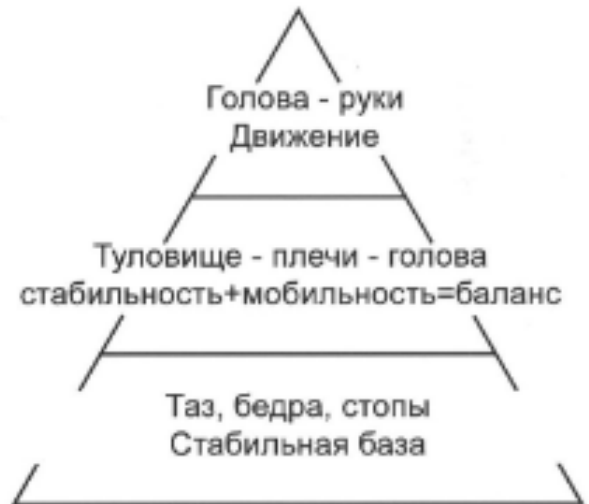 Голова - руки
Движение
Туловище - плечи - голова
стабильность+мобильность=баланс
Таз, бедра, стопы
Стабильная база